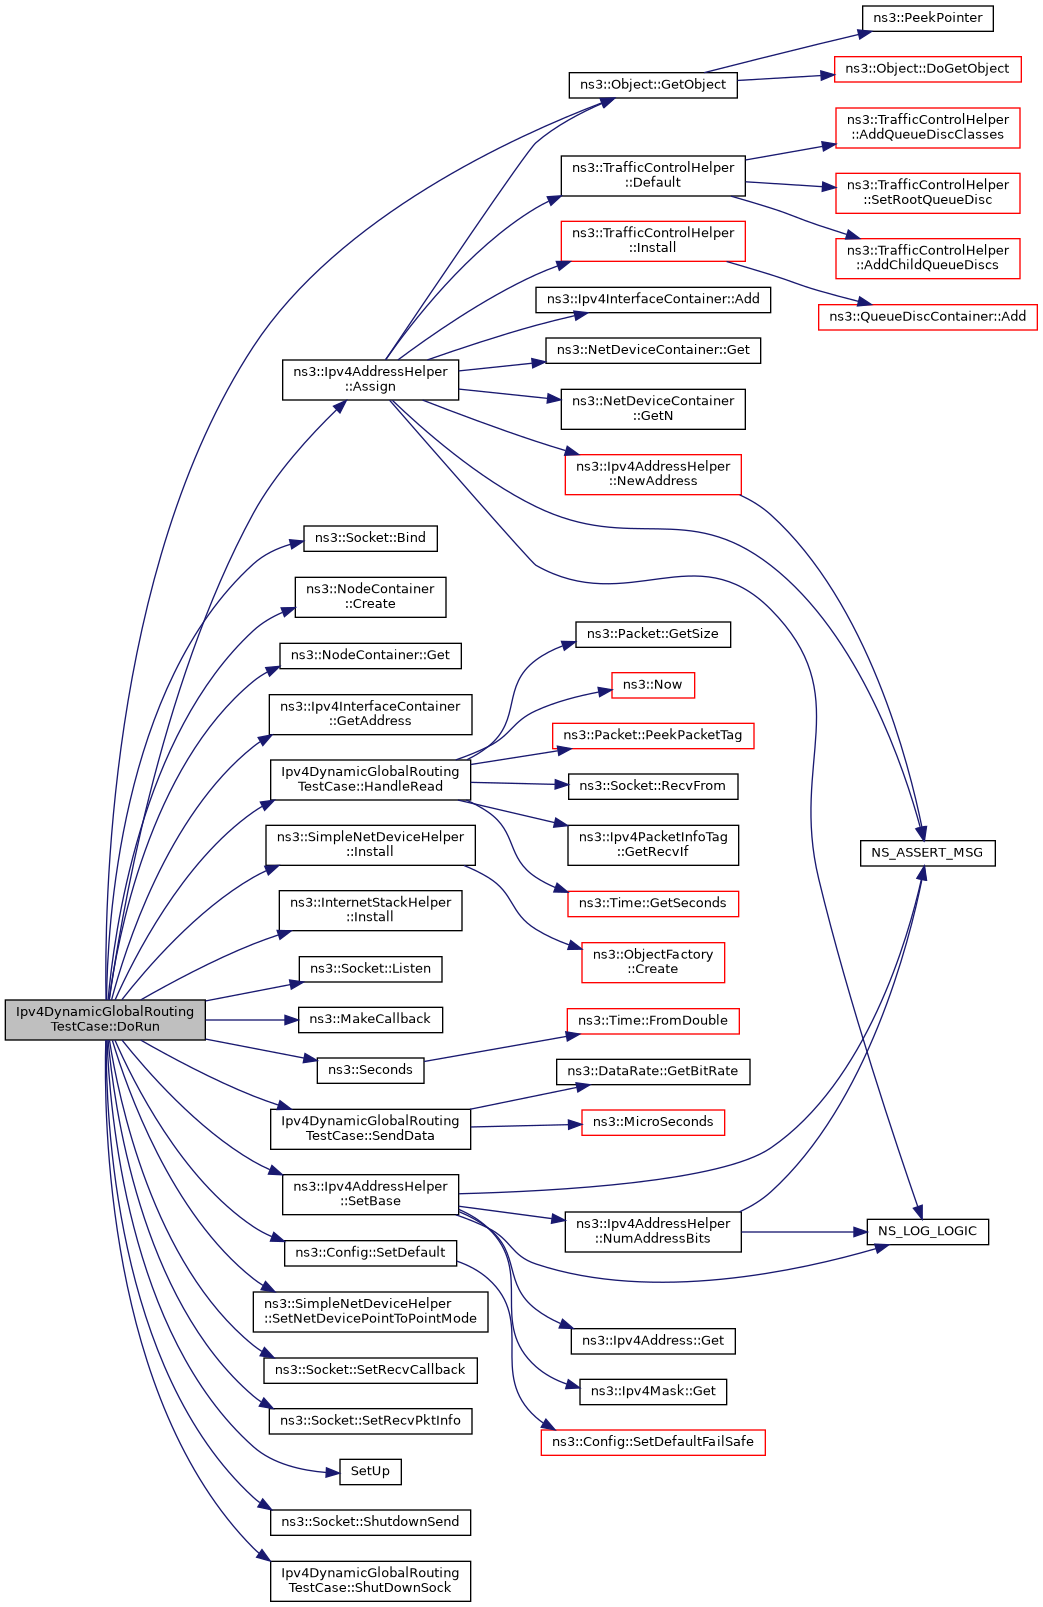 ns3::PeekPointer
ns3::Object::DoGetObject
ns3::Object::GetObject
ns3::TrafficControlHelper
::AddQueueDiscClasses
ns3::TrafficControlHelper
::Default
ns3::TrafficControlHelper
::SetRootQueueDisc
ns3::TrafficControlHelper
::Install
ns3::TrafficControlHelper
::AddChildQueueDiscs
ns3::Ipv4InterfaceContainer::Add
ns3::QueueDiscContainer::Add
ns3::NetDeviceContainer::Get
ns3::Ipv4AddressHelper
::Assign
ns3::NetDeviceContainer
::GetN
ns3::Ipv4AddressHelper
::NewAddress
ns3::Socket::Bind
ns3::NodeContainer
::Create
ns3::Packet::GetSize
ns3::NodeContainer::Get
ns3::Now
ns3::Ipv4InterfaceContainer
::GetAddress
ns3::Packet::PeekPacketTag
Ipv4DynamicGlobalRouting
TestCase::HandleRead
ns3::Socket::RecvFrom
ns3::SimpleNetDeviceHelper
::Install
ns3::Ipv4PacketInfoTag
::GetRecvIf
NS_ASSERT_MSG
ns3::InternetStackHelper
::Install
ns3::Time::GetSeconds
ns3::ObjectFactory
::Create
ns3::Socket::Listen
Ipv4DynamicGlobalRouting
TestCase::DoRun
ns3::MakeCallback
ns3::Time::FromDouble
ns3::Seconds
ns3::DataRate::GetBitRate
Ipv4DynamicGlobalRouting
TestCase::SendData
ns3::MicroSeconds
ns3::Ipv4AddressHelper
::SetBase
ns3::Ipv4AddressHelper
::NumAddressBits
NS_LOG_LOGIC
ns3::Config::SetDefault
ns3::SimpleNetDeviceHelper
::SetNetDevicePointToPointMode
ns3::Ipv4Address::Get
ns3::Socket::SetRecvCallback
ns3::Ipv4Mask::Get
ns3::Socket::SetRecvPktInfo
ns3::Config::SetDefaultFailSafe
SetUp
ns3::Socket::ShutdownSend
Ipv4DynamicGlobalRouting
TestCase::ShutDownSock